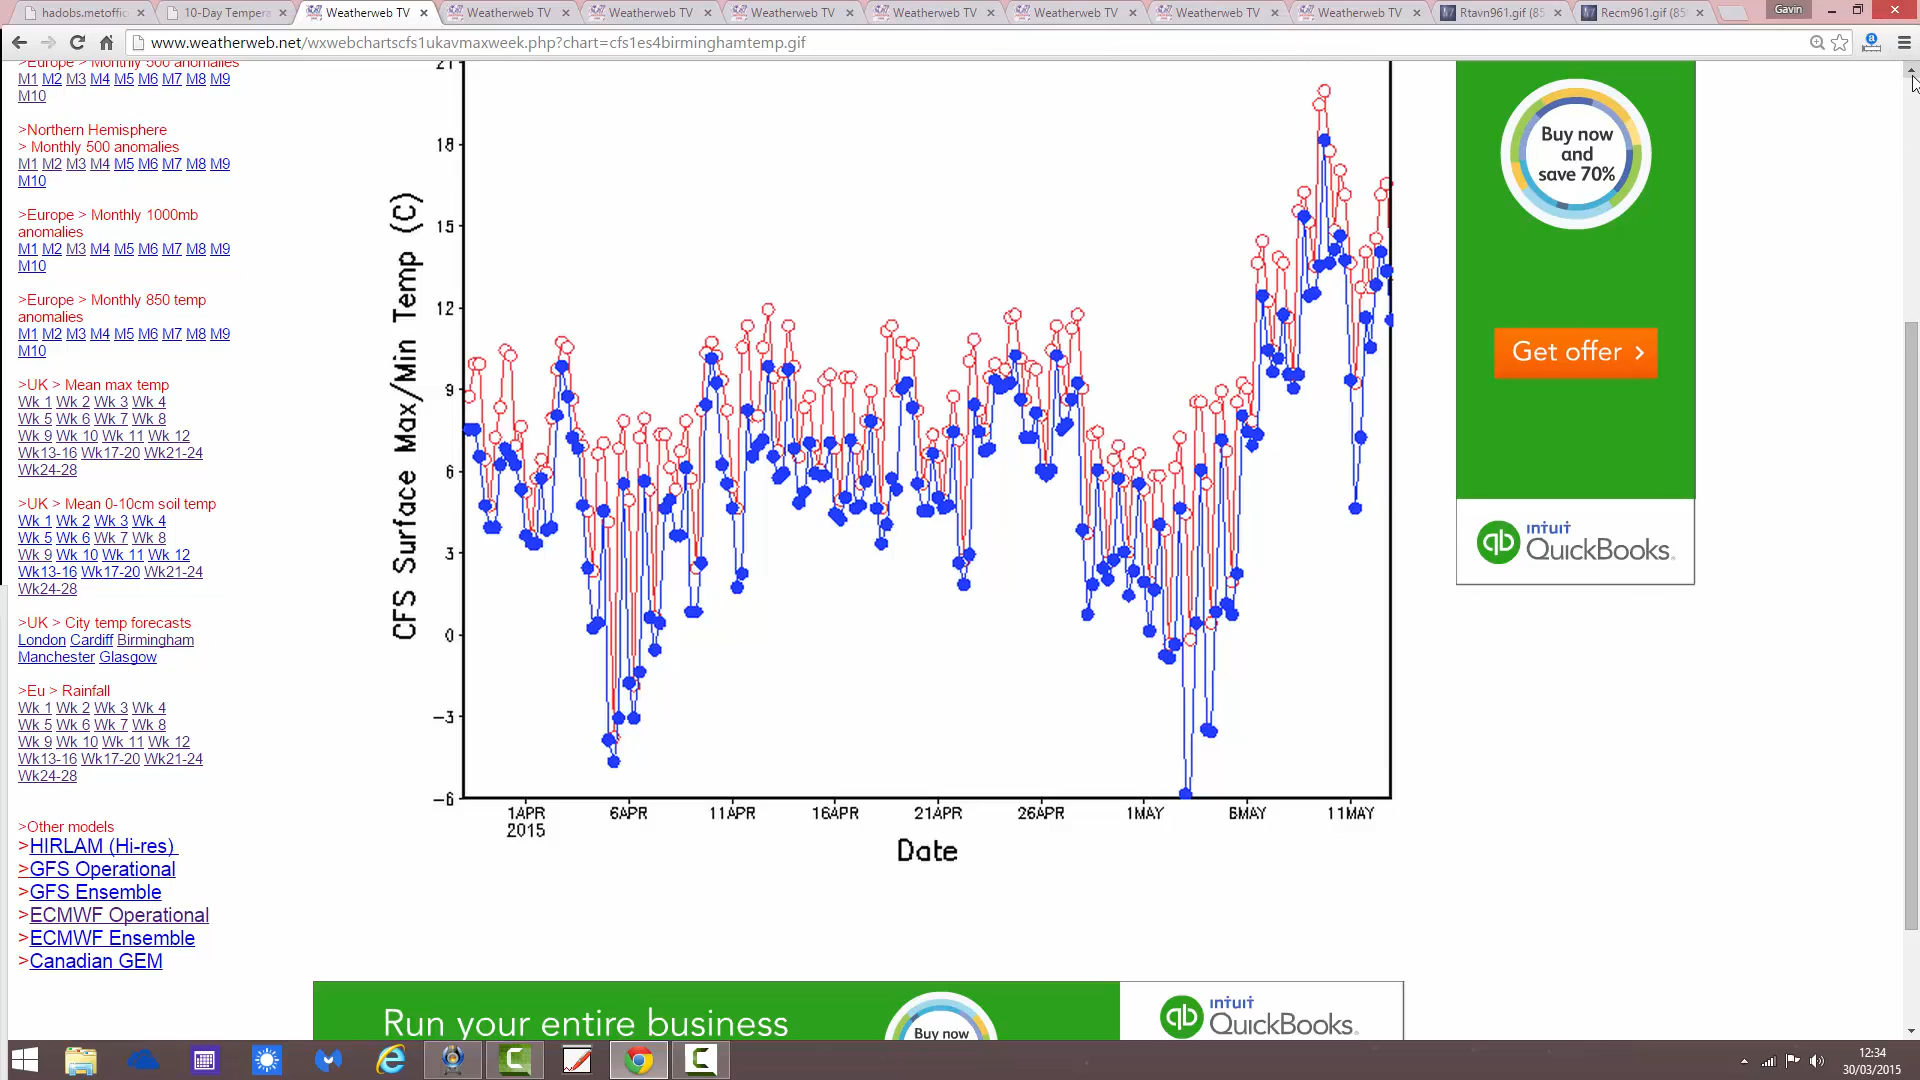 hadobs.metoffic
10-Day Tempera
Weatherweb TV
Weatherweb TV
Weatherweb TV
Weatherweb TV
Weatherweb TV
Weatherweb TV
Weatherweb TV
Weatherweb TV
Rtavn961.gif (85
Recm961.gif (85
Gavin
www.weatherweb.net/wxwebchartscfs1ukavmaxweek.php?chart=cfs1es4birminghamtemp.gif
>Europe > Monthly 500 anomalies
M1 M2 M3 M4 M5 M6 M7 M8 M9
M10
>Northern Hemisphere
> Monthly 500 anomalies
M1 M2 M3 M4 M5 M6 M7 M8 M9
M10
>Europe > Monthly 1000mb
anomalies
M1 M2 M3 M4 M5 M6 M7 M8 M9
M10
>Europe > Monthly 850 temp
anomalies
M1 M2 M3 M4 M5 M6 M7 M8 M9
M10
>UK > Mean max temp
Wk 1 Wk 2 Wk 3 Wk 4
Wk 5 Wk 6 Wk 7 Wk 8
Wk 9 Wk 10 Wk 11 Wk 12
Wk13-16 Wk17-20 Wk21-24
Wk24-28
>UK > Mean 0-10cm soil temp
Wk 1 Wk 2 Wk 3 Wk 4
Wk 5 Wk 6 Wk 7 Wk 8
Wk 9 Wk 10 Wk 11 Wk 12
Wk13-16 Wk17-20 Wk21-24
Wk24-28
>UK > City temp forecasts
London Cardiff Birmingham
Manchester Glasgow
>Eu > Rainfall
Wk 1 Wk 2 Wk 3 Wk 4
Wk 5 Wk 6 Wk 7 Wk 8
Wk 9 Wk 10 Wk 11 Wk 12
Wk13-16 Wk17-20 Wk21-24
Wk24-28
>Other models
>HIRLAM (Hi-res)
>GFS Operational
>GFS Ensemble
>ECMWF Operational
>ECMWF Ensemble
>Canadian GEM
CFS Surface Max/Min Temp (C)
21
18
15
12
9
6
3
0
-3
-6
1APR 6APR 11APR 16APR 21APR 26APR 1MAY 6MAY 11MAY
2015
Date
Buy now
and
save 70%
Get offer >
qb intuit
QuickBooks.
Run your entire business
Buy now
qb intuit
QuickBooks.
12:34
30/03/2015